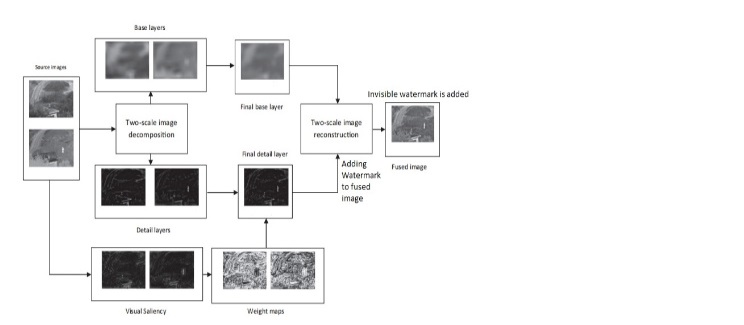 Base layers
Source images
Invisible watermark is added
Final base layer
Two-scale image
decomposition
Two-scale image
reconstruction
Final detail layer
Adding
Watermark
to fused
image
Fused image
Detail layers
Visual Saliency
Weight maps